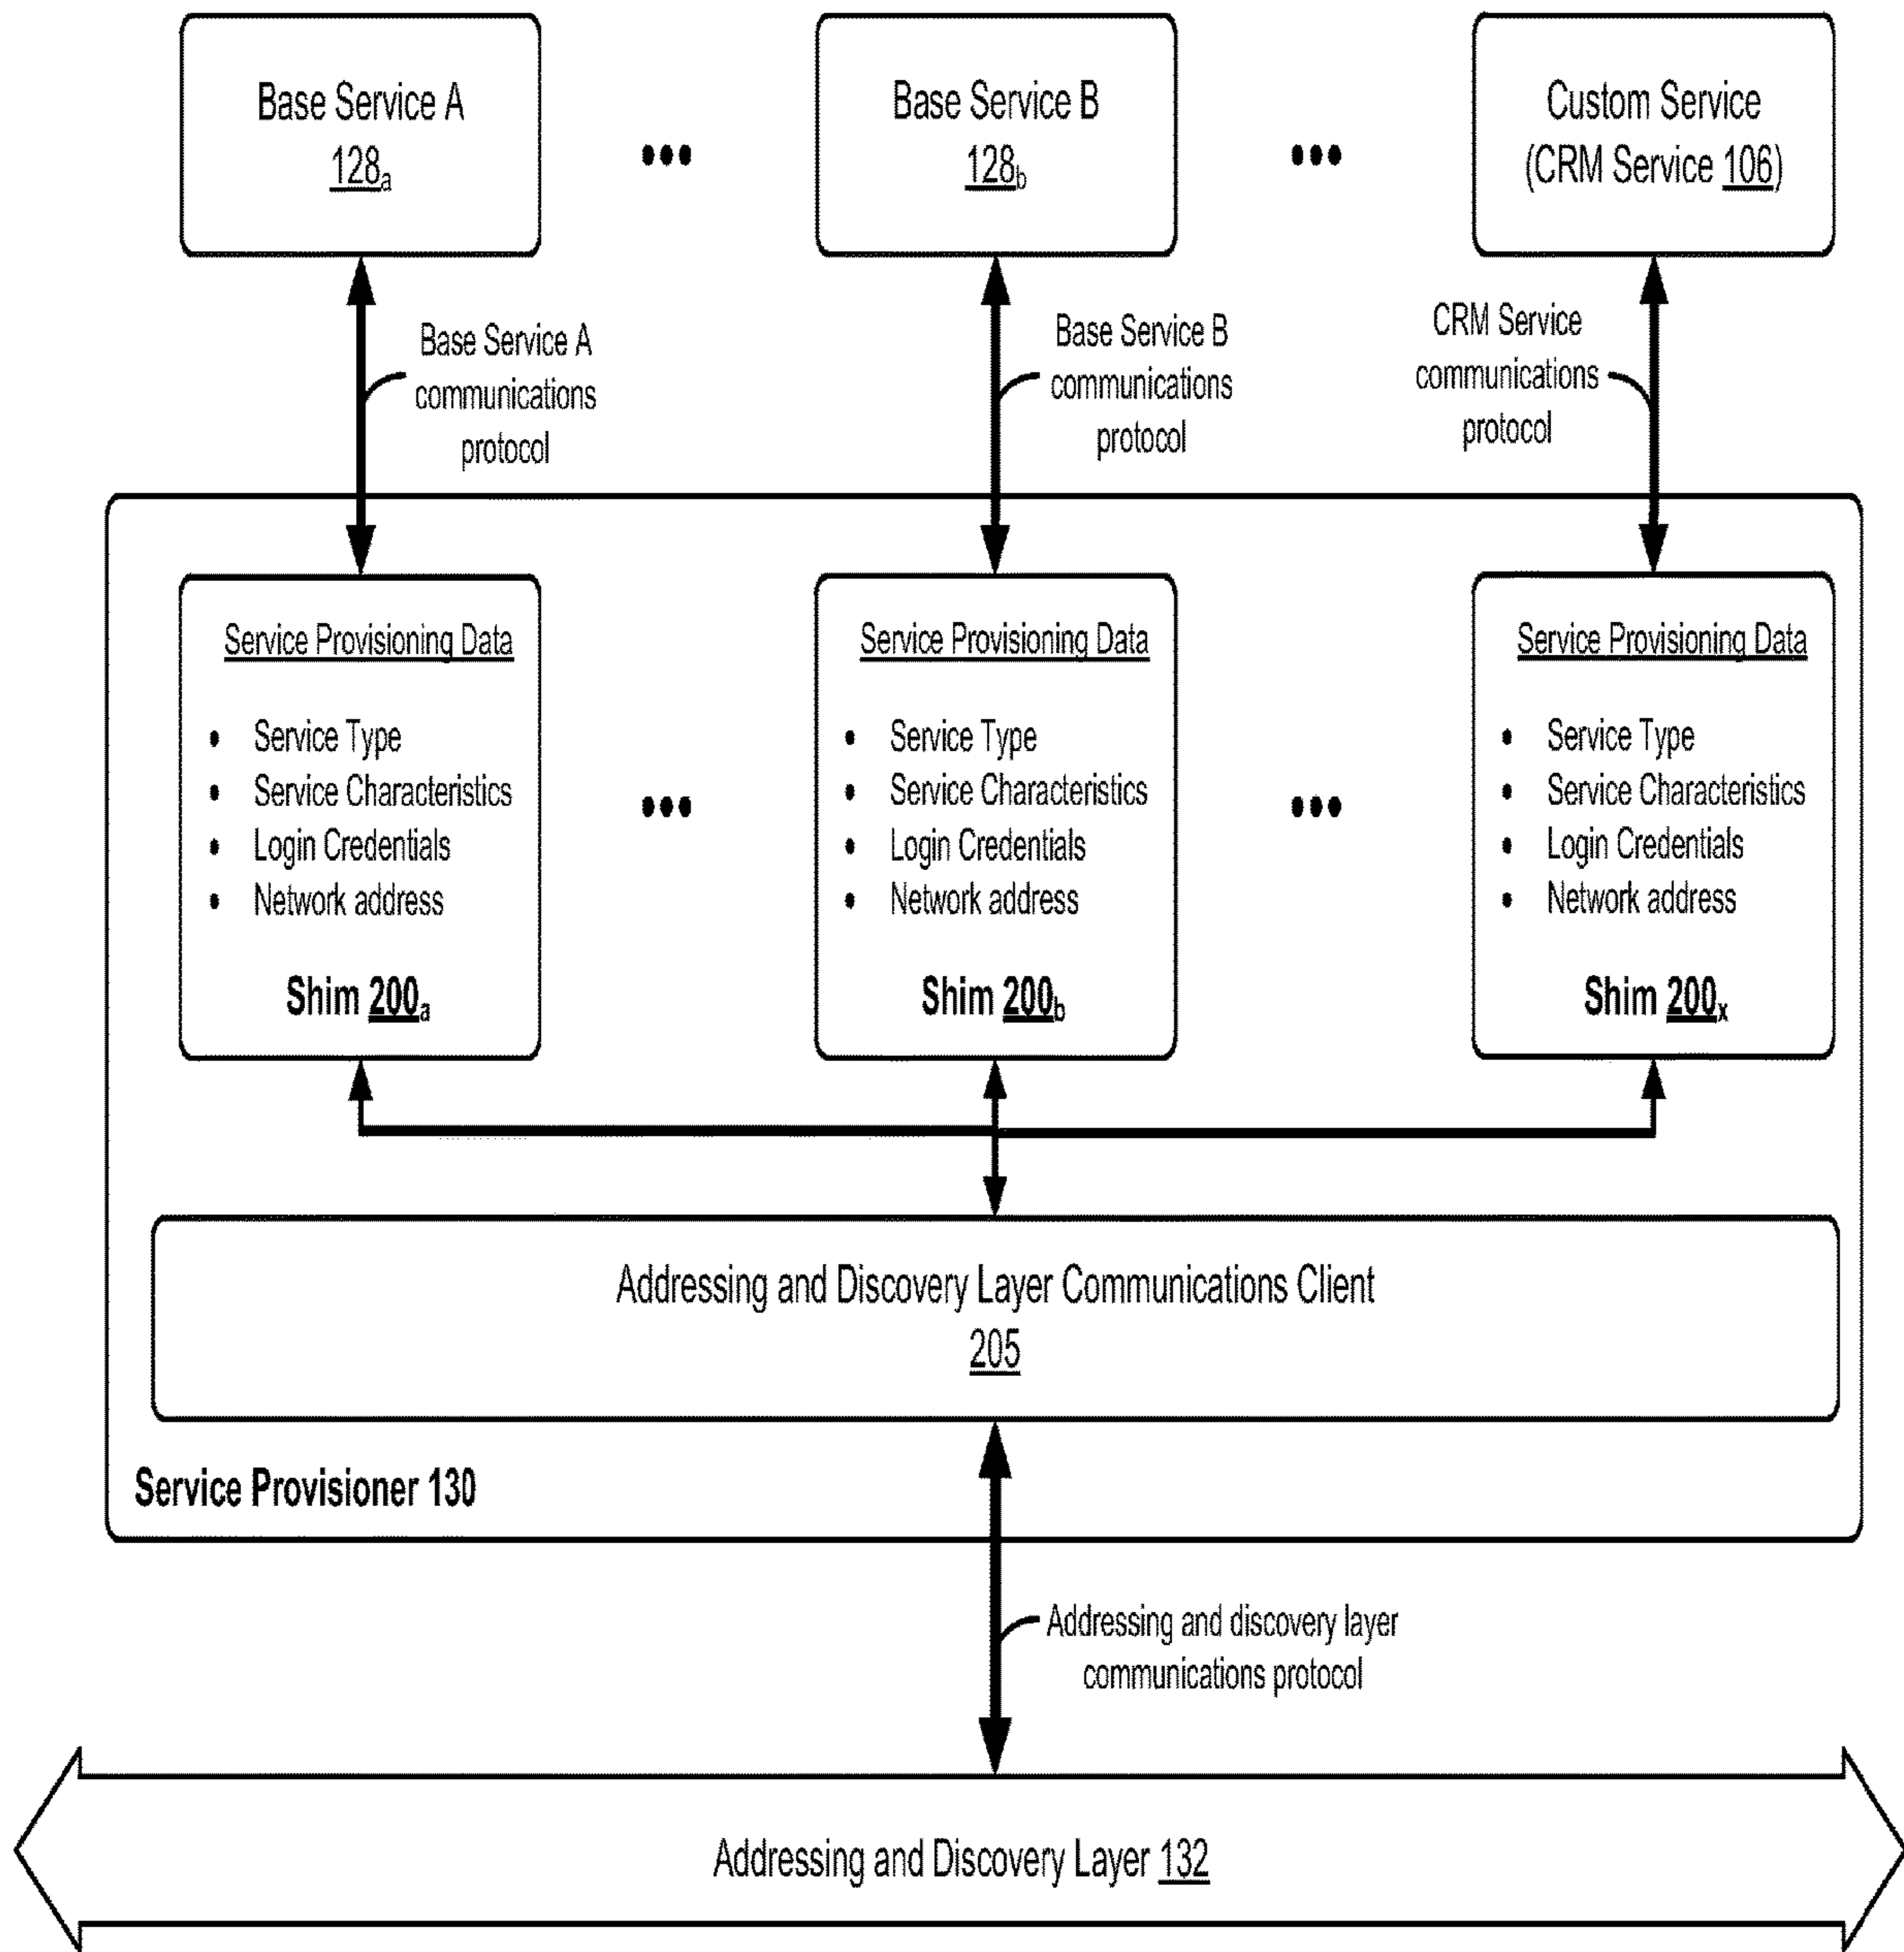 Base Service A
128a
•••
Base Service B
128b
•••
Custom Service
(CRM Service 106)
Base Service A
communications
protocol
Base Service B
communications
protocol
CRM Service
communications
protocol
Service Provisioning Data
• Service Type
• Service Characteristics
• Login Credentials
• Network address
Shim 200a
•••
Service Provisioning Data
• Service Type
• Service Characteristics
• Login Credentials
• Network address
Shim 200b
•••
Service Provisioning Data
• Service Type
• Service Characteristics
• Login Credentials
• Network address
Shim 200x
Addressing and Discovery Layer Communications Client
205
Service Provisioner 130
Addressing and discovery layer
communications protocol
Addressing and Discovery Layer 132